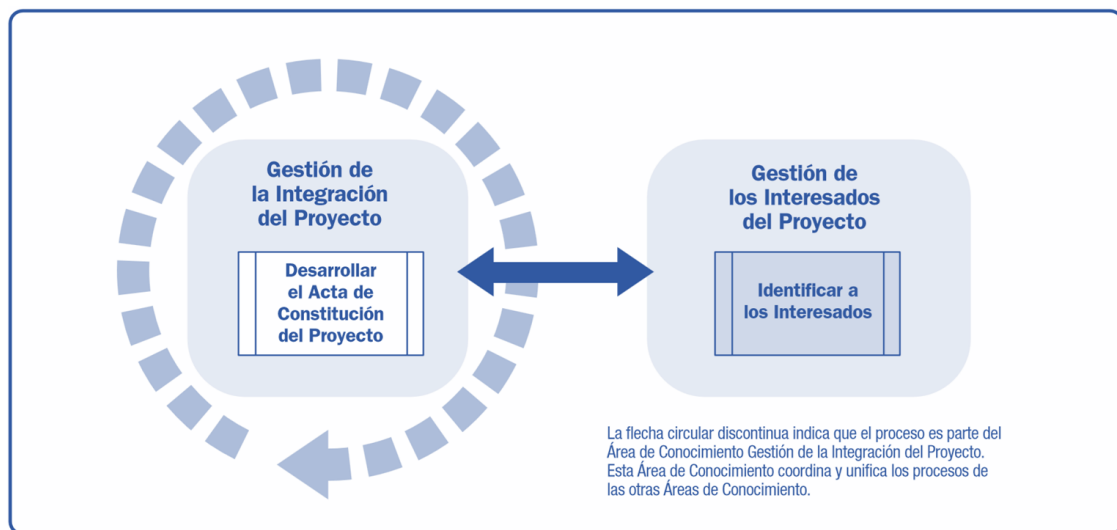 Gestión de
la Integración
del Proyecto
Desarrollar
el Acta de
Constitución
del Proyecto
Gestión de
los Interesados
del Proyecto
Identificar a
los Interesados
La flecha circular discontinua indica que el proceso es parte del
Área de Conocimiento Gestión de la Integración del Proyecto.
Esta Área de Conocimiento coordina y unifica los procesos de
las otras Áreas de Conocimiento.